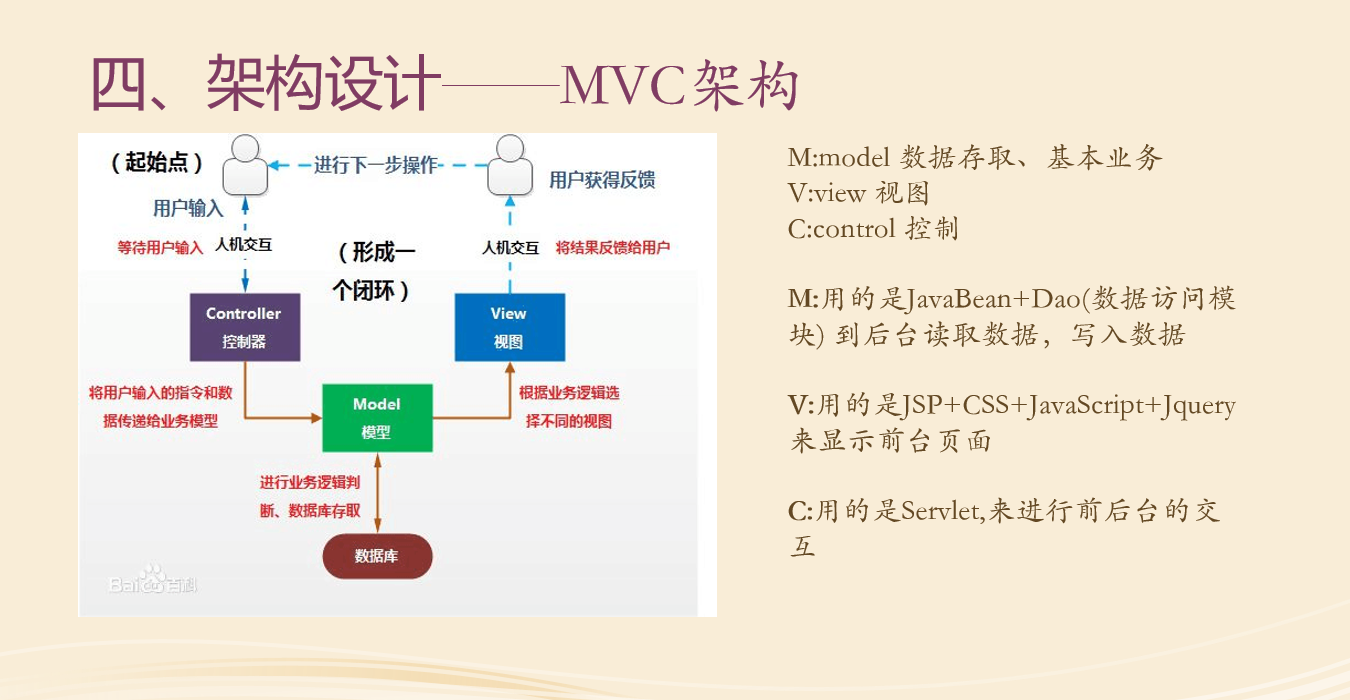 四、架构设计——MVC架构
（起始点）
进行下一步操作
用户获得反馈
用户输入
等待用户输入
人机交互
（形成一
个闭环）
人机交互
将结果反馈给用户
Controller
控制器
View
视图
将用户输入的指令和数
据传递给业务模型
Model
模型
根据业务逻辑选
择不同的视图
进行业务逻辑判
断、数据库存取
数据库
Baidu百科
M:model 数据存取、基本业务
V:view 视图
C:control 控制
M:用的是JavaBean+Dao(数据访问模
块) 到后台读取数据，写入数据
V:用的是JSP+CSS+JavaScript+Jquery
来显示前台页面
C:用的是Servlet,来进行前后台的交
互